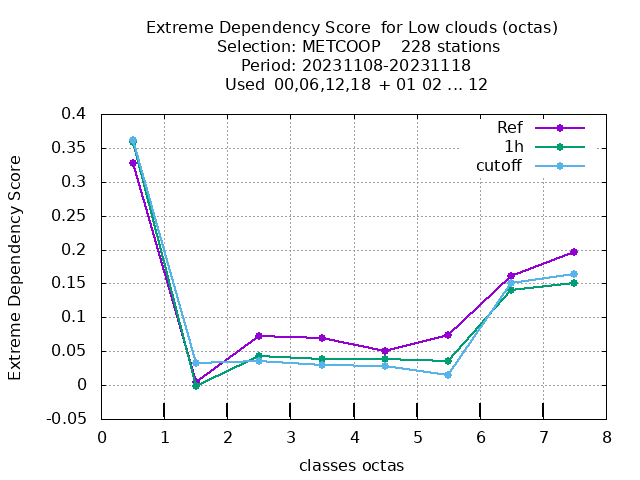 Extreme Dependency Score  for Low clouds (octas)
Selection: METCOOP    228 stations
Period: 20231108-20231118
Used  00,06,12,18 + 01 02 ... 12
0.4
0.35
0.3
0.25
0.2
0.15
0.1
0.05
0
-0.05
Extreme Dependency Score
Ref
1h
cutoff
0 1 2 3 4 5 6 7 8
classes octas